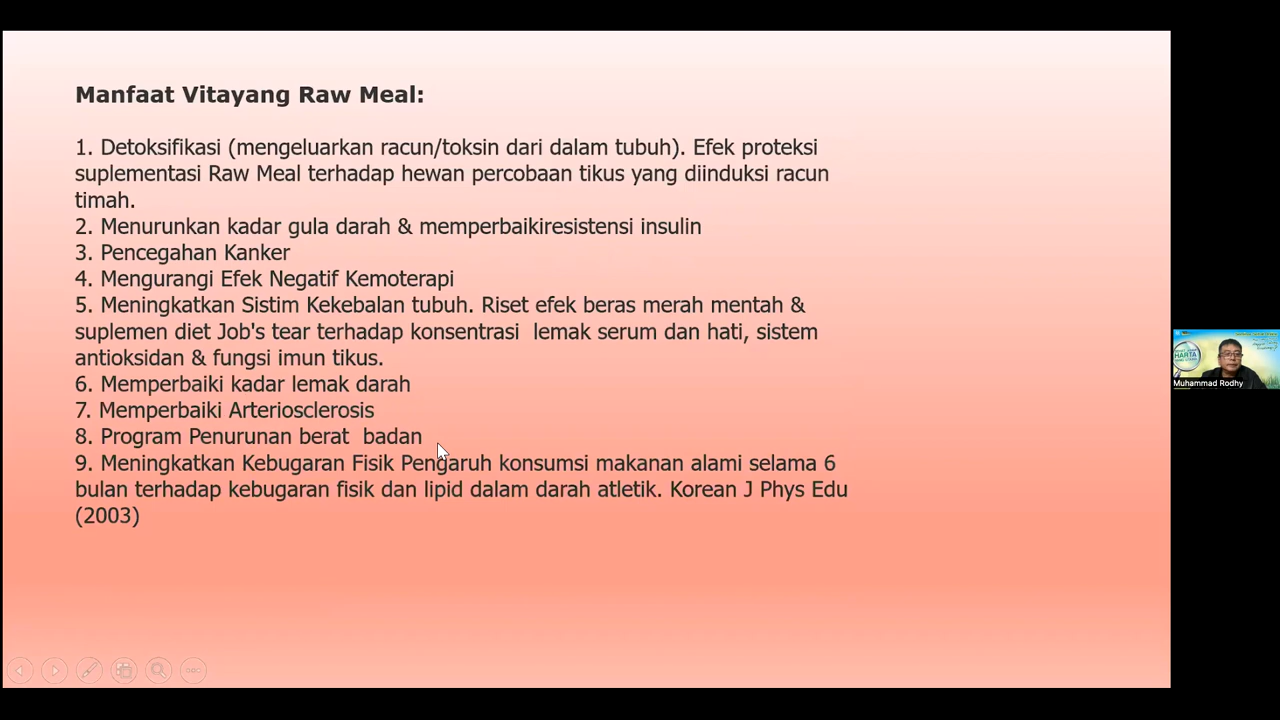 Manfaat Vitayang Raw Meal:
1. Detoksifikasi (mengeluarkan racun/toksin dari dalam tubuh). Efek proteksi
suplementasi Raw Meal terhadap hewan percobaan tikus yang diinduksi racun
timah.
2. Menurunkan kadar gula darah & memperbaikiresistensi insulin
3. Pencegahan Kanker
4. Mengurangi Efek Negatif Kemoterapi
5. Meningkatkan Sistim Kekebalan tubuh. Riset efek beras merah mentah &
suplemen diet Job's tear terhadap konsentrasi  lemak serum dan hati, sistem
antioksidan & fungsi imun tikus.
6. Memperbaiki kadar lemak darah
7. Memperbaiki Arteriosclerosis
8. Program Penurunan berat  badan
9. Meningkatkan Kebugaran Fisik Pengaruh konsumsi makanan alami selama 6
bulan terhadap kebugaran fisik dan lipid dalam darah atletik. Korean J Phys Edu
(2003)
HARTA
Muhammad Rodhy